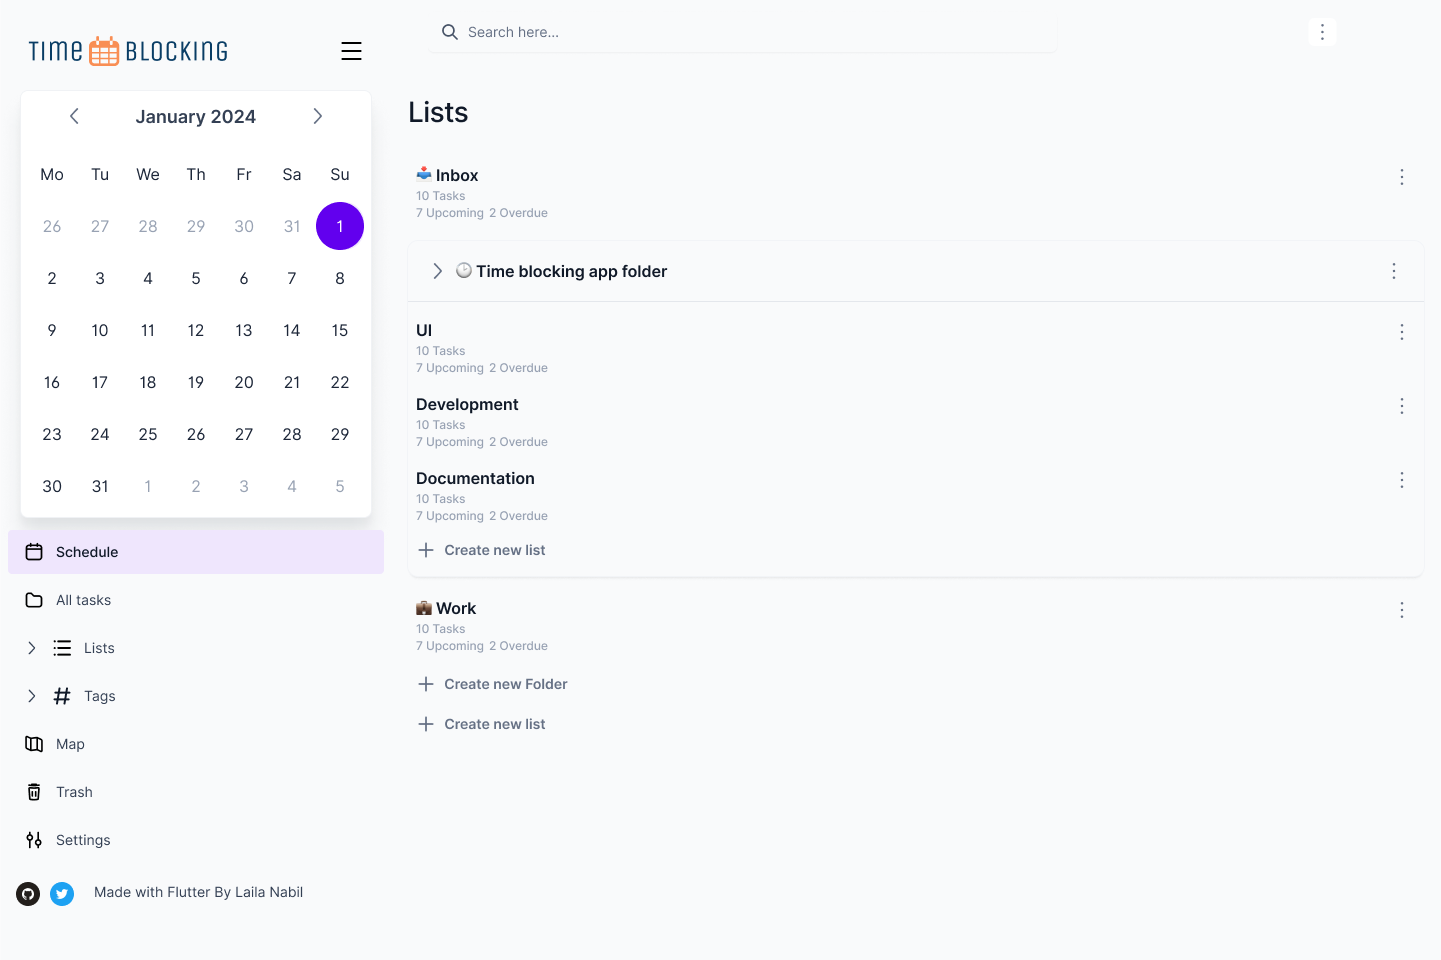 TIME BLOCKING
January 2024
Mo Tu We Th Fr Sa Su
26 27 28 29 30 31 1
2 3 4 5 6 7 8
9 10 11 12 13 14 15
16 17 18 19 20 21 22
23 24 25 26 27 28 29
30 31 1 2 3 4 5
Schedule
All tasks
Lists
Tags
Map
Trash
Settings
Made with Flutter By Laila Nabil
Search here...
Lists
Inbox
10 Tasks
7 Upcoming 2 Overdue
Time blocking app folder
UI
10 Tasks
7 Upcoming 2 Overdue
Development
10 Tasks
7 Upcoming 2 Overdue
Documentation
10 Tasks
7 Upcoming 2 Overdue
Create new list
Work
10 Tasks
7 Upcoming 2 Overdue
Create new Folder
Create new list